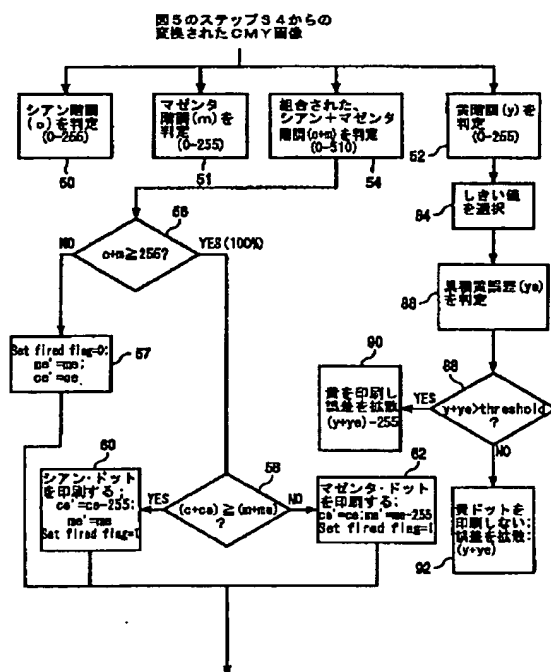 図5のステップ34からの
変換されたCMY画像
シアン階調
(c)を判定
(0-255)
50
マゼンタ
階調(m)を
判定
(0-255)
51
組合された、
シアン+マゼンタ
階調(c+m)を判定
(0-510)
54
黄階調(y)を
判定
(0-255)
52
しきい値
を選択
84
累積黄誤差(ye)
を判定
88
56
NO
c+m≧255?
YES(100%)
Set fired flag=0;
me'=me;
ce'=ce
57
90
黄を印刷し
誤差を拡散
(y+ye)-255
YES
88
y+ye>threshold
?
NO
60
シアン・ドット
を印刷する;
ce'=ce-255;
me'=me
Set fired flag=1
YES
58
(c+ce)≧(m+me)
?
NO
62
マゼンタ・ドット
を印刷する;
ce'=ce;me'=me-255
Set fired flag=1
黄ドットを
印刷しない;
誤差を拡散:
(y+ye)
92